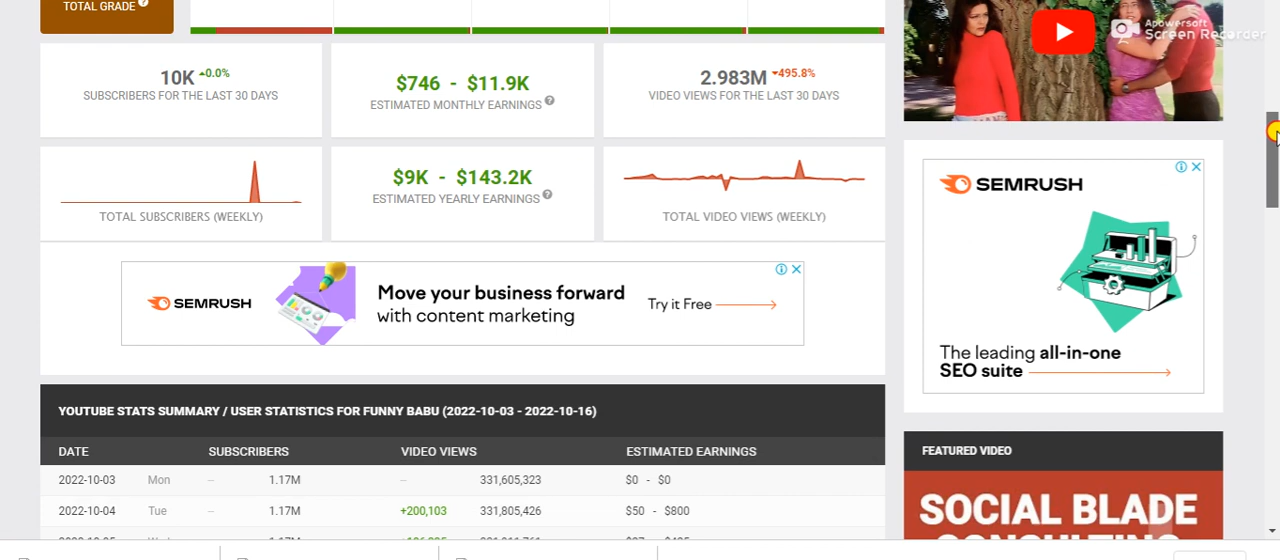 TOTAL GRADE
10K 0.0%
SUBSCRIBERS FOR THE LAST 30 DAYS
$746 - $11.9K
ESTIMATED MONTHLY EARNINGS
2.983M 495.8%
VIDEO VIEWS FOR THE LAST 30 DAYS
Apowersoft
Screen Recorder
TOTAL SUBSCRIBERS (WEEKLY)
$9K - $143.2K
ESTIMATED YEARLY EARNINGS
TOTAL VIDEO VIEWS (WEEKLY)
SEMRUSH
The leading all-in-one
SEO suite
SEMRUSH
Move your business forward
with content marketing
Try it Free
YOUTUBE STATS SUMMARY / USER STATISTICS FOR FUNNY BABU (2022-10-03 - 2022-10-16)
DATE SUBSCRIBERS VIDEO VIEWS ESTIMATED EARNINGS
2022-10-03 Mon -- 1.17M -- 331,605,323 $0 - $0
2022-10-04 Tue -- 1.17M +200,103 331,805,426 $50 - $800
FEATURED VIDEO
SOCIAL BLADE